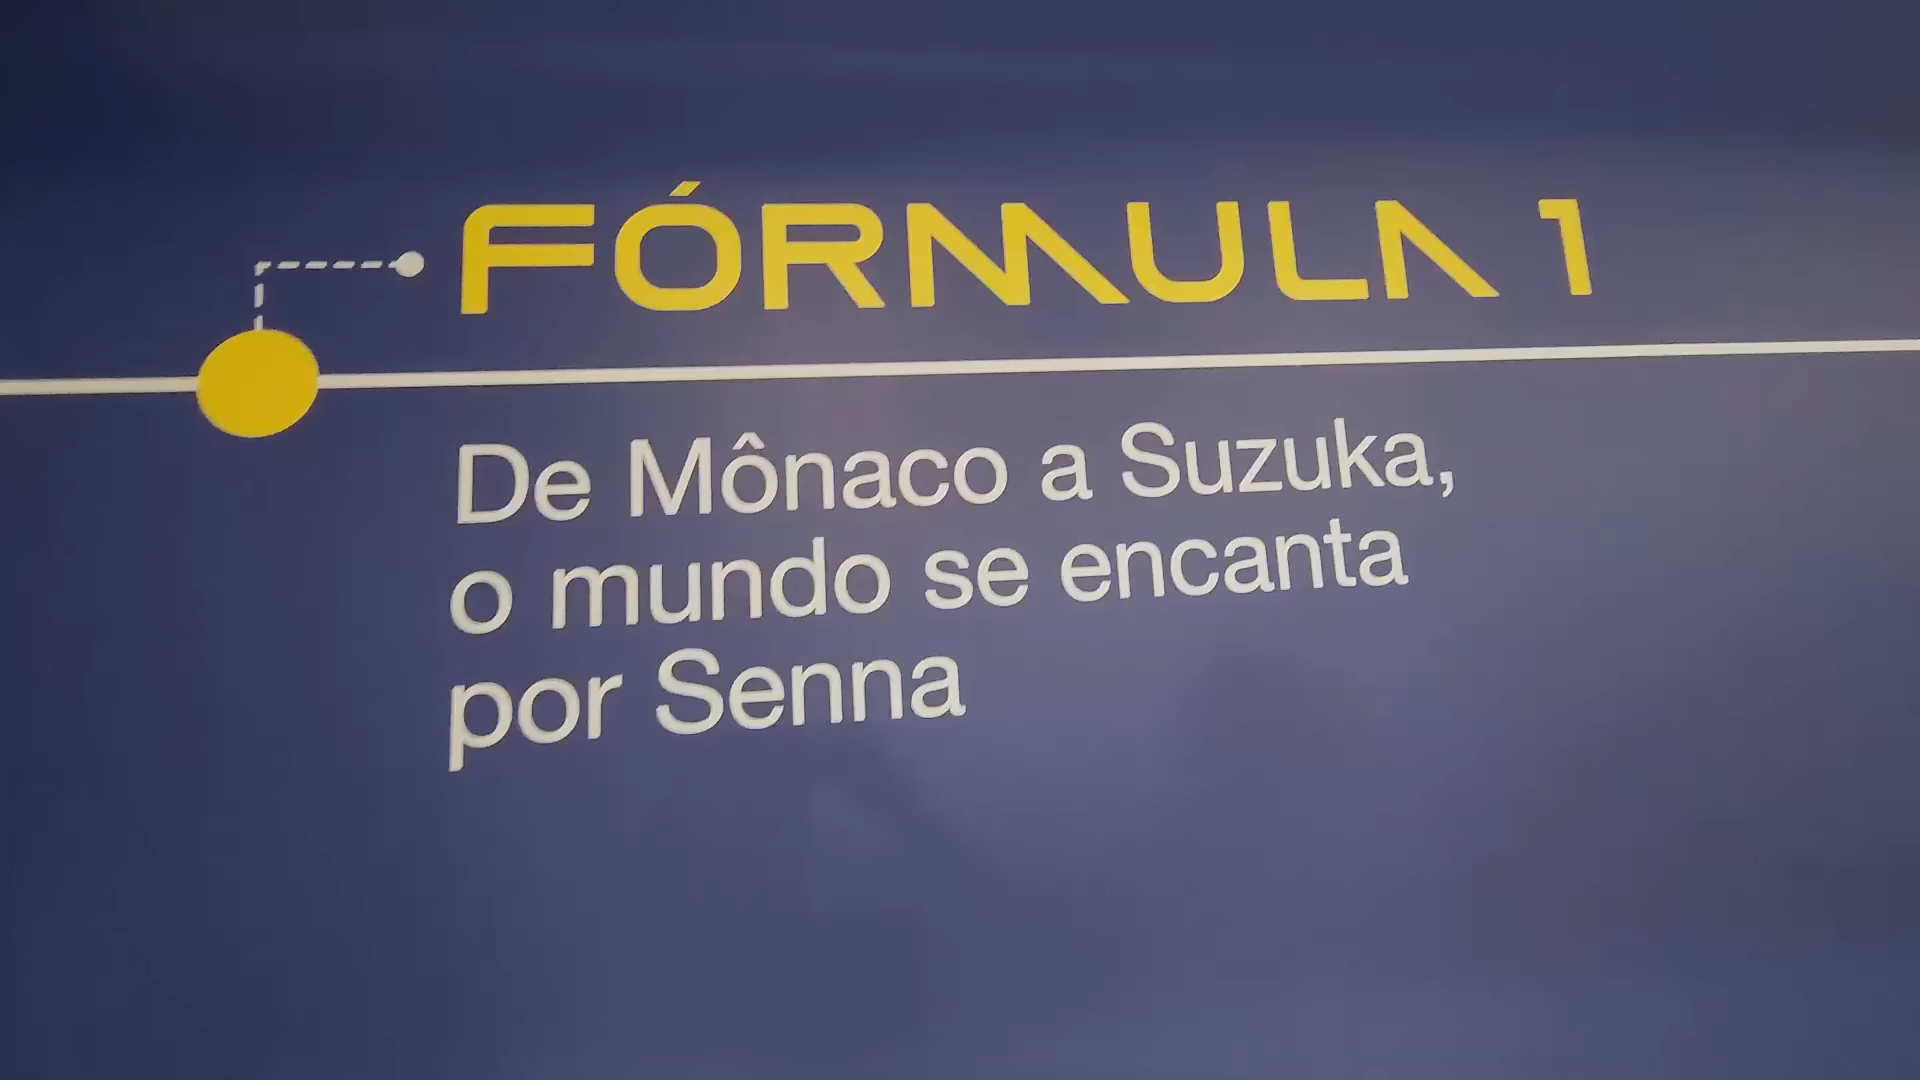 FÓRMULA 1
De Mônaco a Suzuka,
o mundo se encanta
por Senna